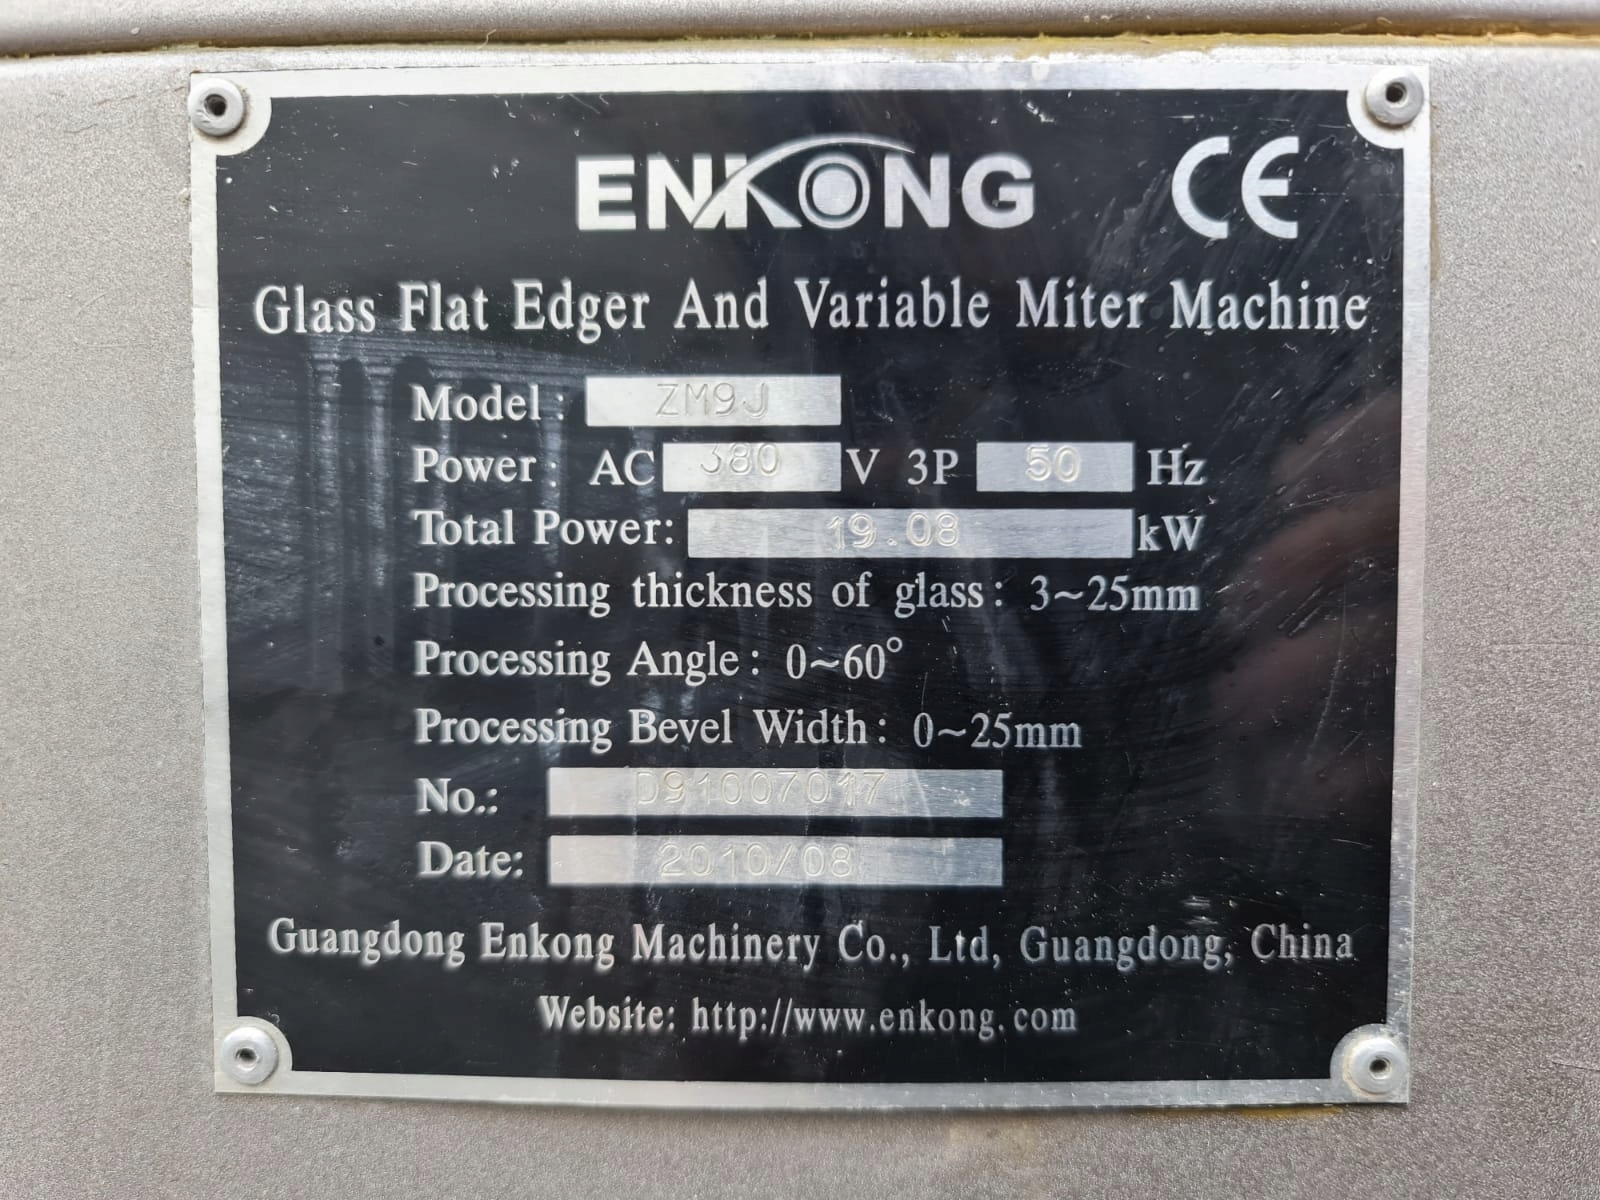 ENKONG CE
Glass Flat Edger And Variable Miter Machine
Model: ZM9J
Power: AC 380 V 3P 50 Hz
Total Power: 19.08 kW
Processing thickness of glass: 3~25mm
Processing Angle: 0~60°
Processing Bevel Width: 0~25mm
No.: D91007017
Date: 2010/08
Guangdong Enkong Machinery Co., Ltd, Guangdong, China
Website: http://www.enkong.com